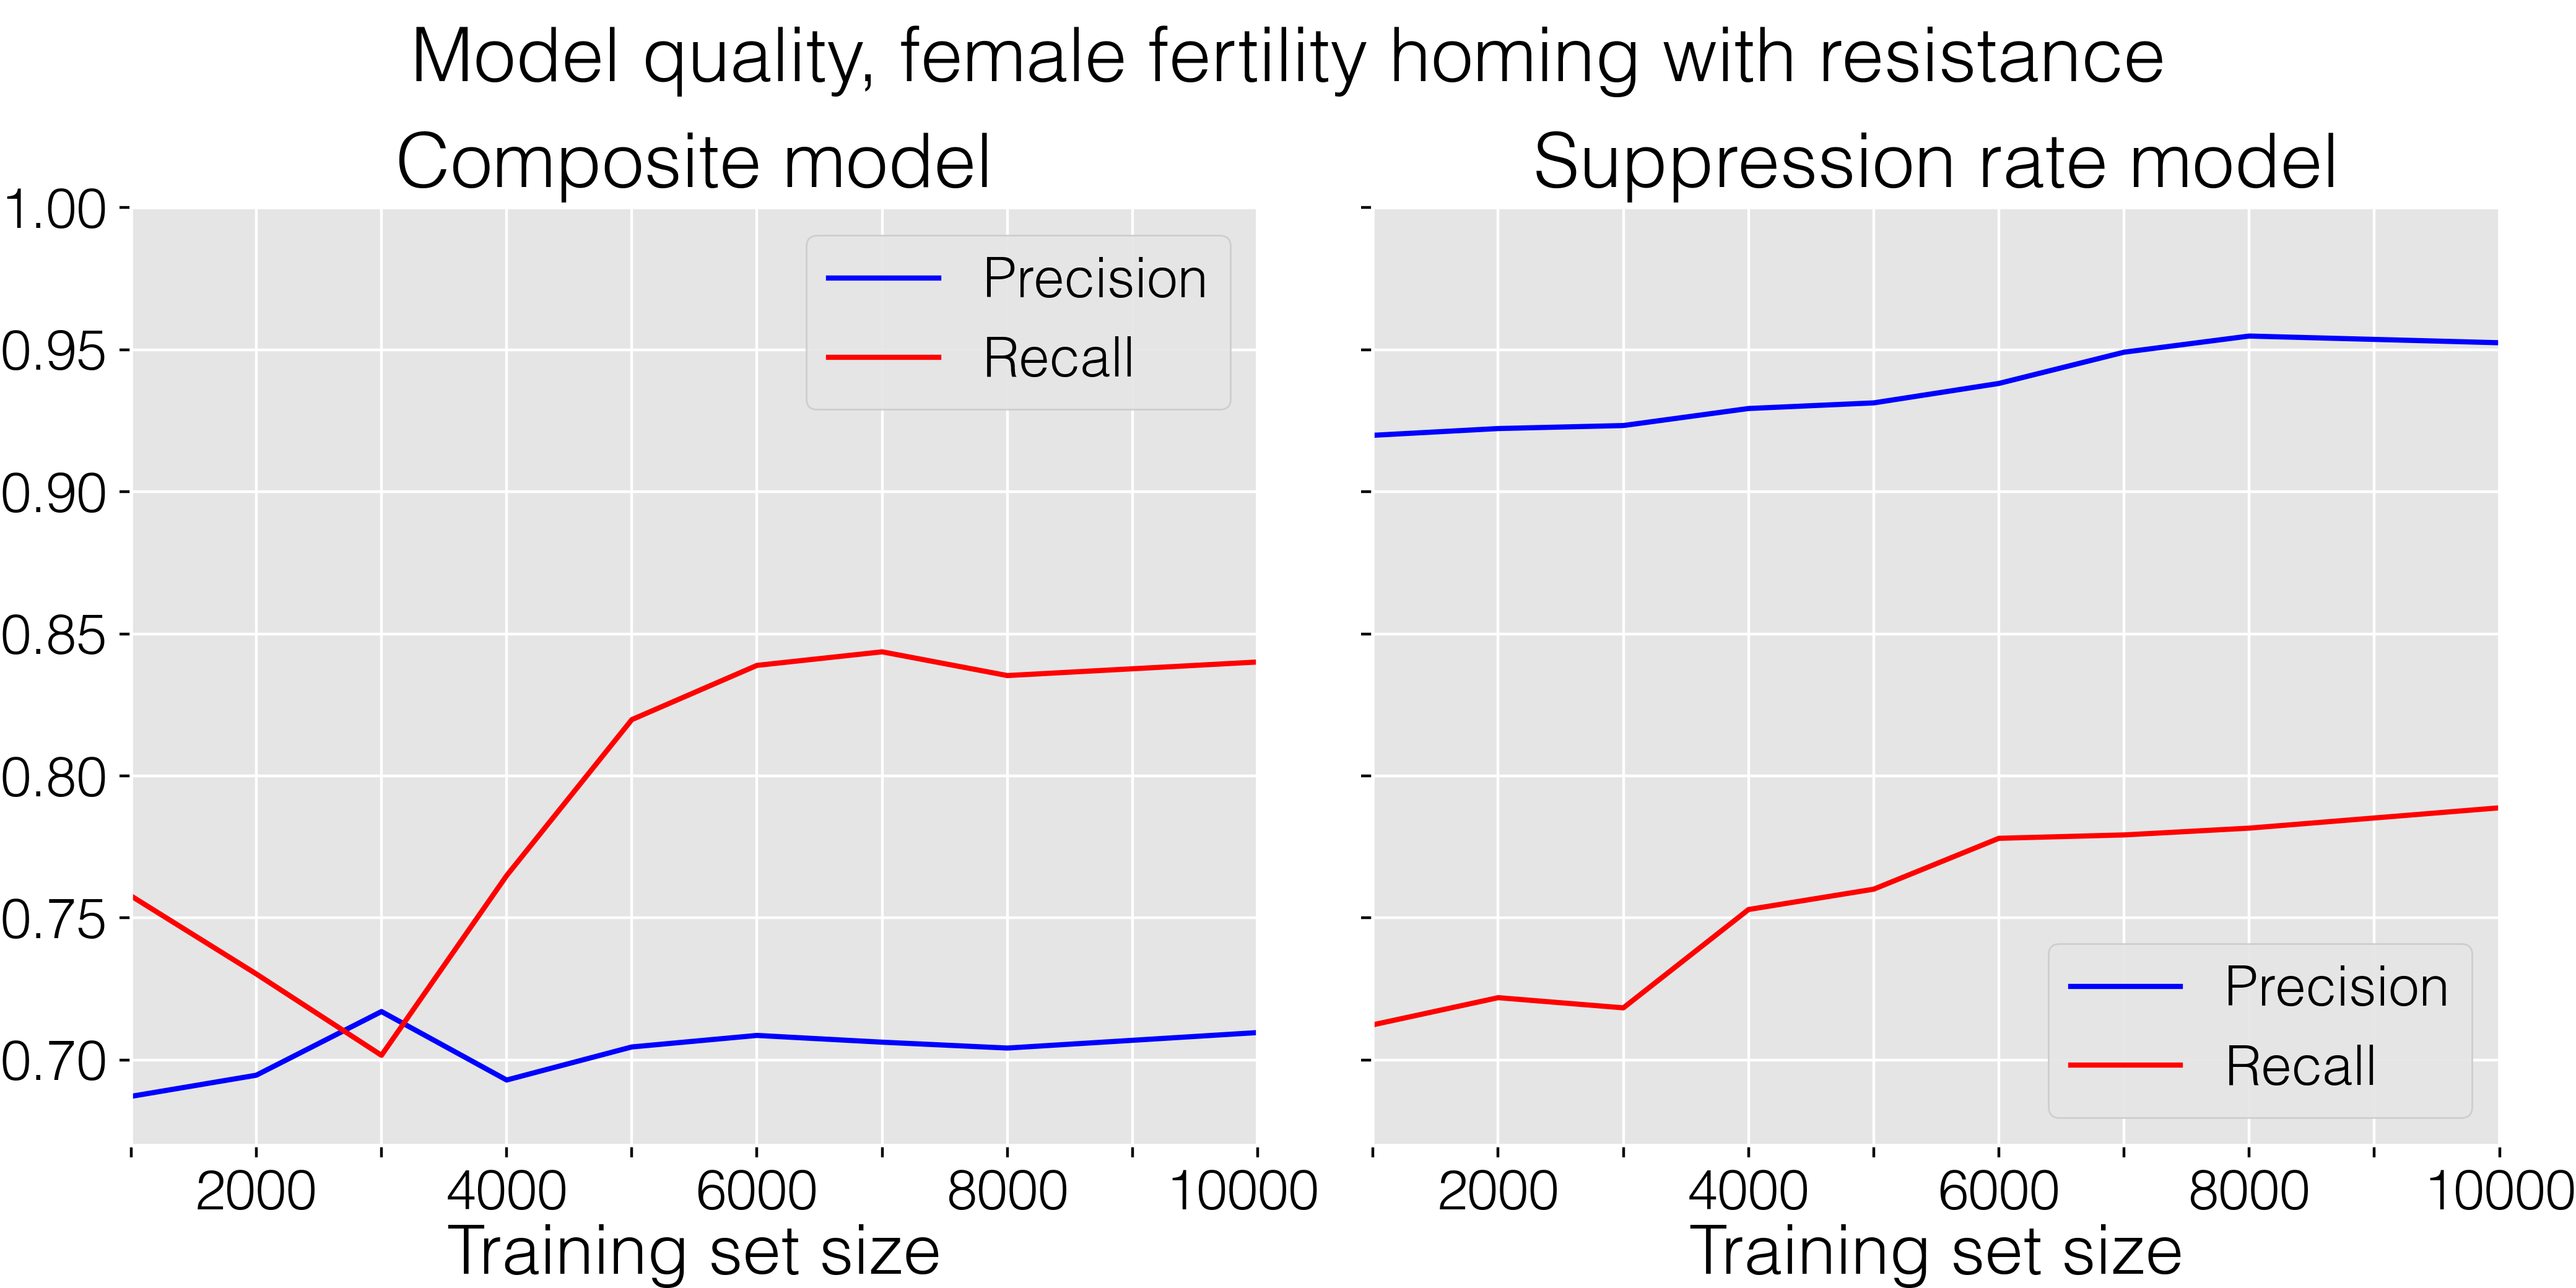 Model quality, female fertility homing with resistance
Composite model
Suppression rate model
1.00
0.95
0.90
0.85
0.80
0.75
0.70
Precision
Recall
2000 4000 6000 8000 10000
Training set size
Precision
Recall
2000 4000 6000 8000 10000
Training set size